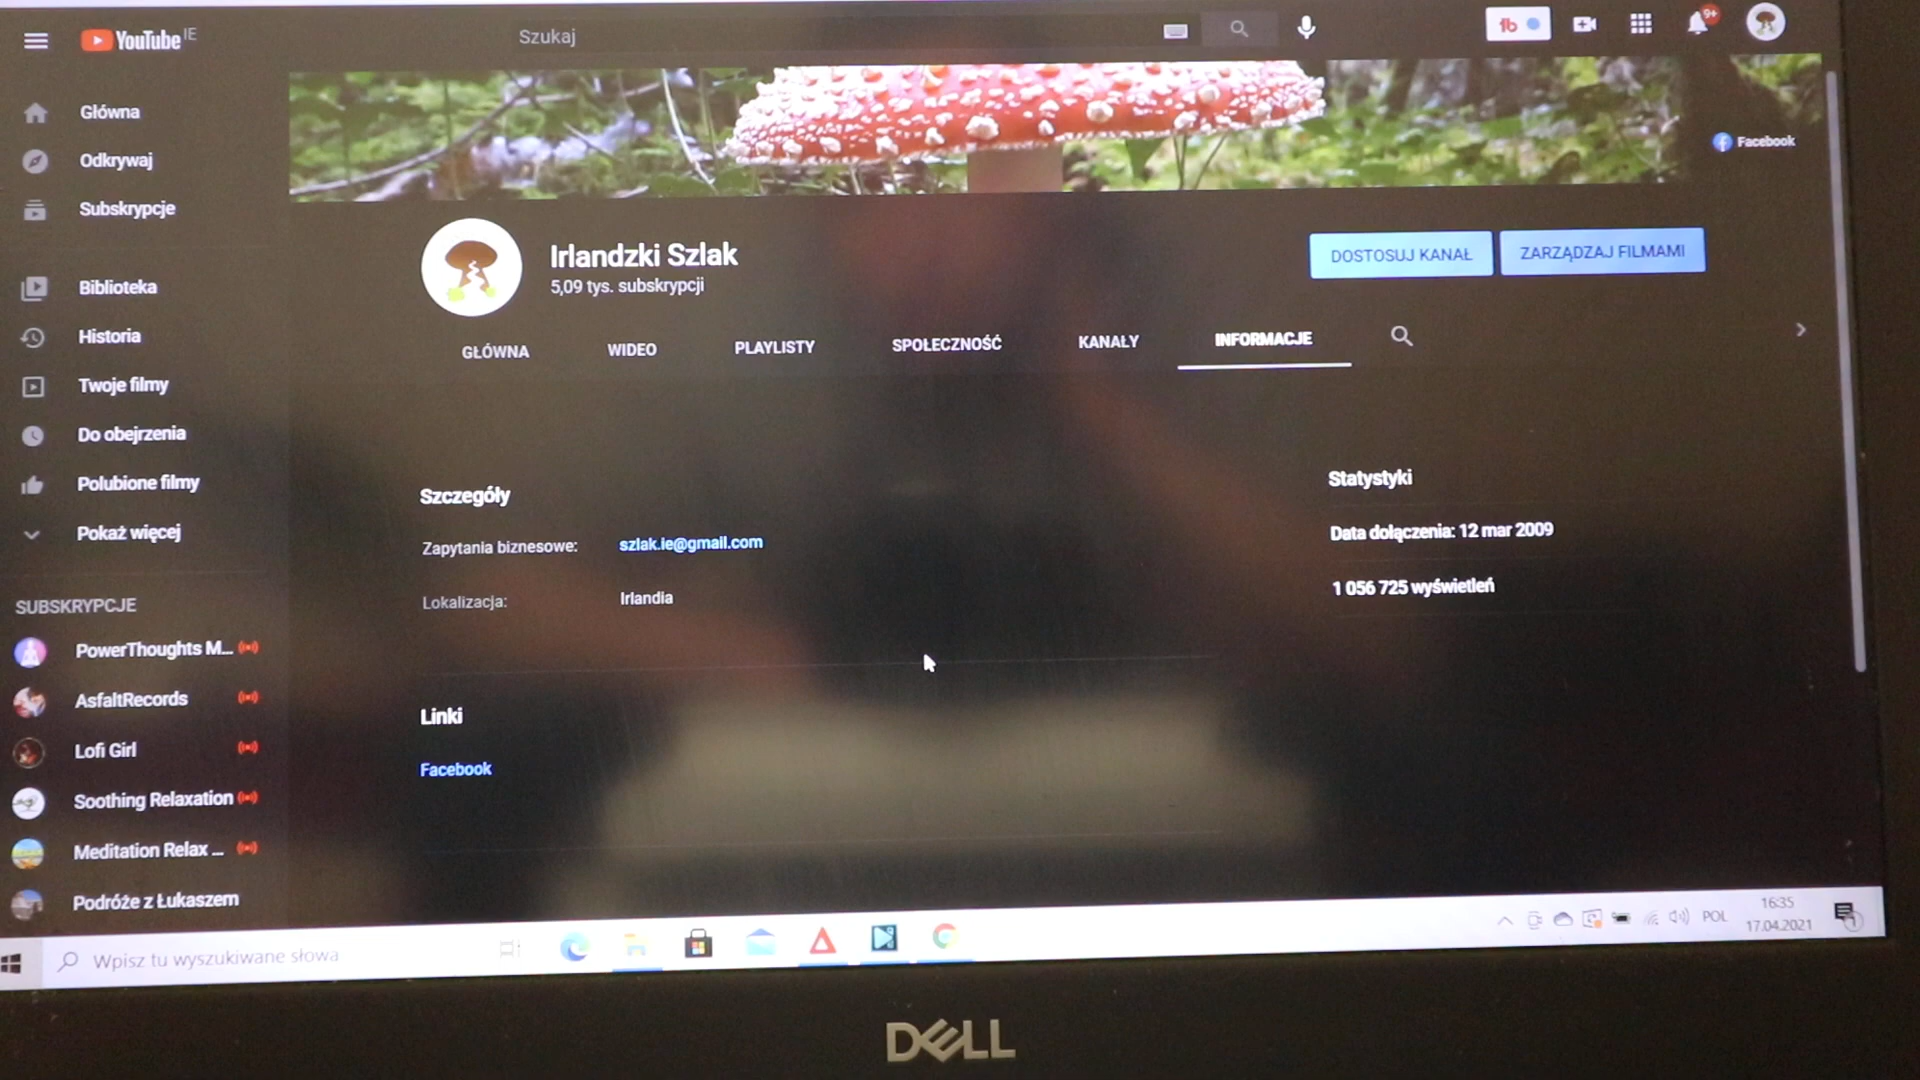 YouTube IE
Szukaj
9+
Główna
Odkrywaj
Subskrypcje
Biblioteka
Historia
Twoje filmy
Do obejrzenia
Polubione filmy
Pokaż więcej
SUBSKRYPCJE
PowerThoughts M...
AsfaltRecords
Lofi Girl
Soothing Relaxation
Meditation Relax ...
Podróże z Łukaszem
Facebook
Irlandzki Szlak
5,09 tys. subskrypcji
DOSTOSUJ KANAŁ
ZARZĄDZAJ FILMAMI
GŁÓWNA WIDEO PLAYLISTY SPOŁECZNOŚĆ KANAŁY INFORMACJE
Szczegóły
Zapytania biznesowe: szlak.ie@gmail.com
Lokalizacja: Irlandia
Linki
Facebook
Statystyki
Data dołączenia: 12 mar 2009
1 056 725 wyświetleń
Wpisz tu wyszukiwane słowa
POL
16:35
17.04.2021
1
DELL